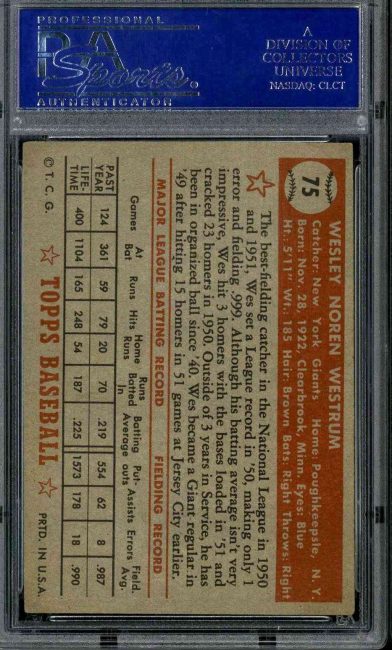 PROFESSIONAL
PSA
Sports
AUTHENTICATOR
A
DIVISION OF
COLLECTORS
UNIVERSE
NASDAQ: CLCT
75
WESLEY NOREN WESTRUM
Catcher: New York Giants Home: Poughkeepsie, N. Y.
Born: Nov. 28, 1922, Clearbrook, Minn. Eyes: Blue
Ht.: 5'11" Wt.: 185 Hair: Brown Bats: Right Throws: Right
The best-fielding catcher in the National League in 1950
and 1951, Wes set a League record in '50, making only 1
error and fielding .999. Although his batting average isn't very
impressive, Wes hit 3 homers with the bases loaded in '51 and
cracked 23 homers in 1950. Outside of 3 years in Service, he has
been in organized ball since '40. Wes became a Giant regular in
'49 after hitting 15 homers in 51 games at Jersey City earlier.
MAJOR LEAGUE BATTING RECORD FIELDING RECORD
Games At Bat Runs Hits Home Runs Runs Batted In Batting Average Put-outs Assists Errors Field. Avg.
PAST YEAR 124 361 59 79 20 70 .219 554 62 8 .987
LIFE-TIME 400 1104 165 248 54 187 .225 1573 178 18 .990
© T. C. G. TOPPS BASEBALL PRTD. IN U.S.A.